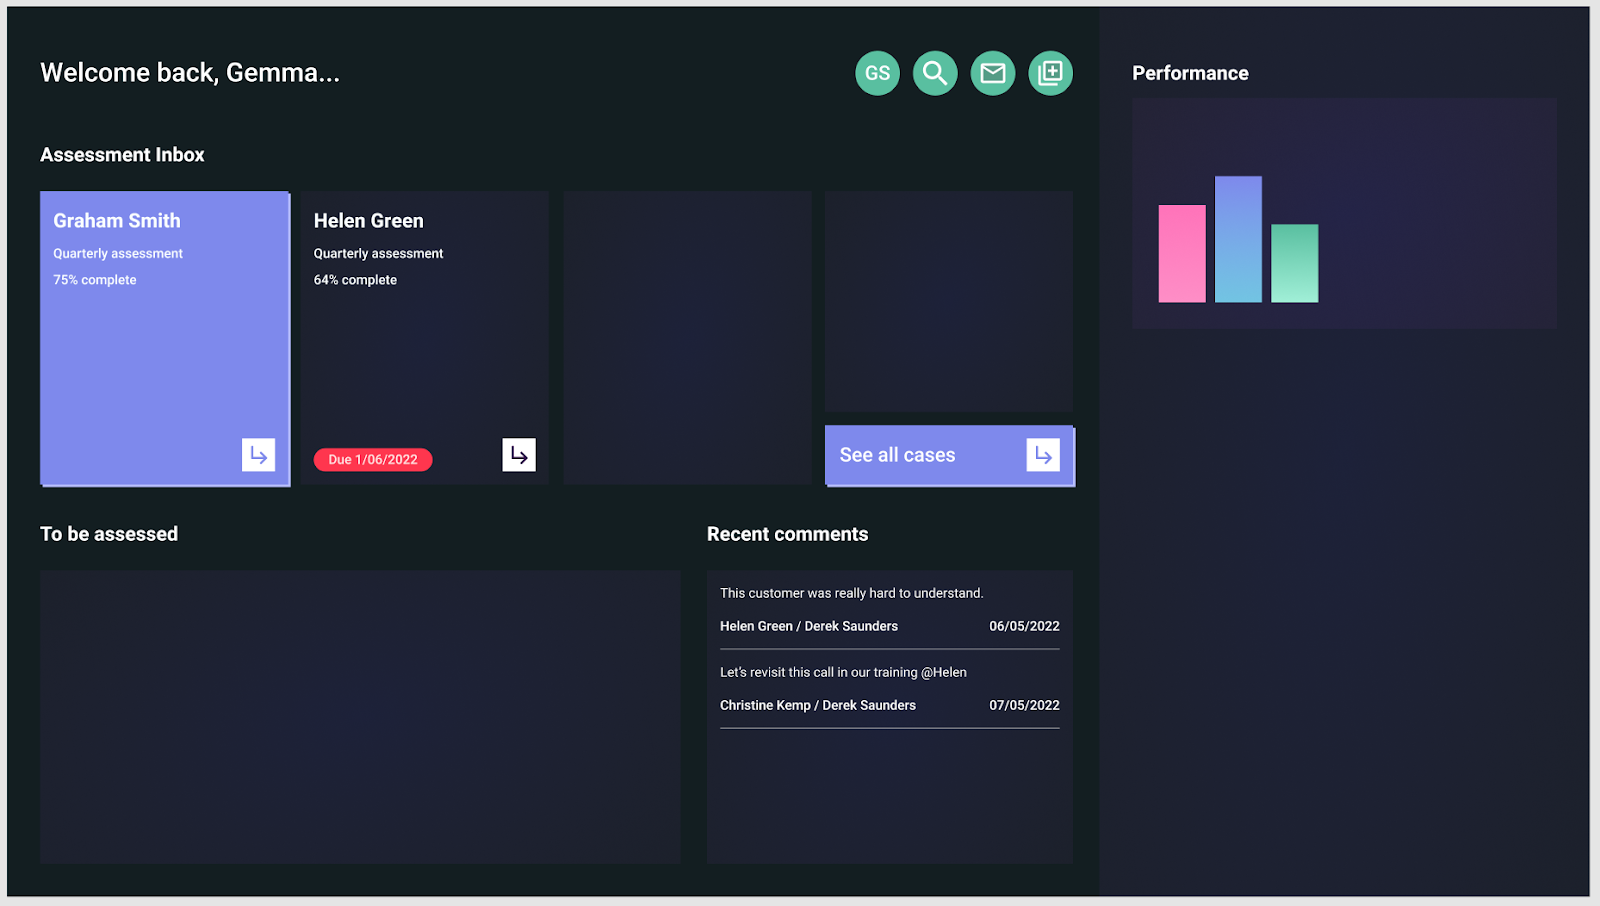 Welcome back, Gemma...
GS
Performance
Assessment Inbox
Graham Smith
Quarterly assessment
75% complete
Helen Green
Quarterly assessment
64% complete
Due 1/06/2022
See all cases
To be assessed
Recent comments
This customer was really hard to understand.
Helen Green / Derek Saunders 06/05/2022
Let’s revisit this call in our training @Helen
Christine Kemp / Derek Saunders 07/05/2022